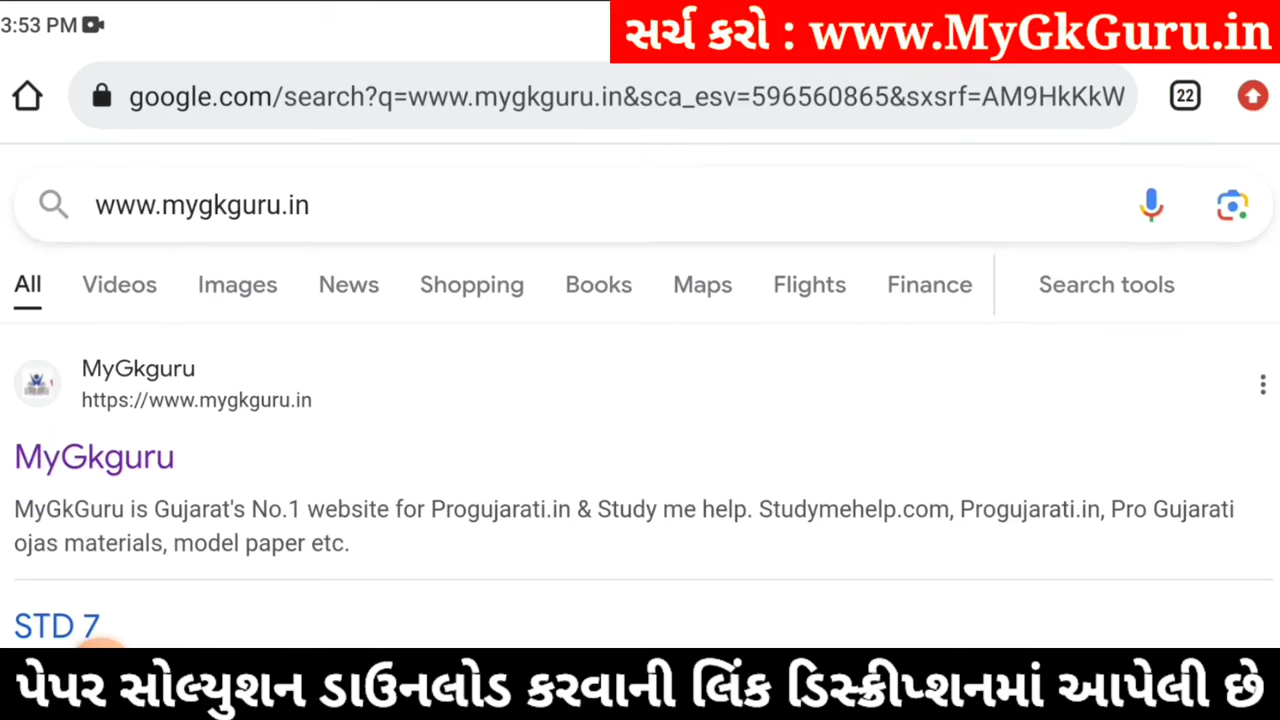 3:53 PM
સર્ચ કરો : www.MyGkGuru.in
google.com/search?q=www.mygkguru.in&sca_esv=596560865&sxsrf=AM9HkKkW
22
www.mygkguru.in
All Videos Images News Shopping Books Maps Flights Finance Search tools
MyGkguru
https://www.mygkguru.in
MyGkguru
MyGkGuru is Gujarat's No.1 website for Progujarati.in & Study me help. Studymehelp.com, Progujarati.in, Pro Gujarati
ojas materials, model paper etc.
STD 7
પેપર સોલ્યુશન ડાઉનલોડ કરવાની લિંક ડિસ્ક્રીપ્શનમાં આપેલી છે